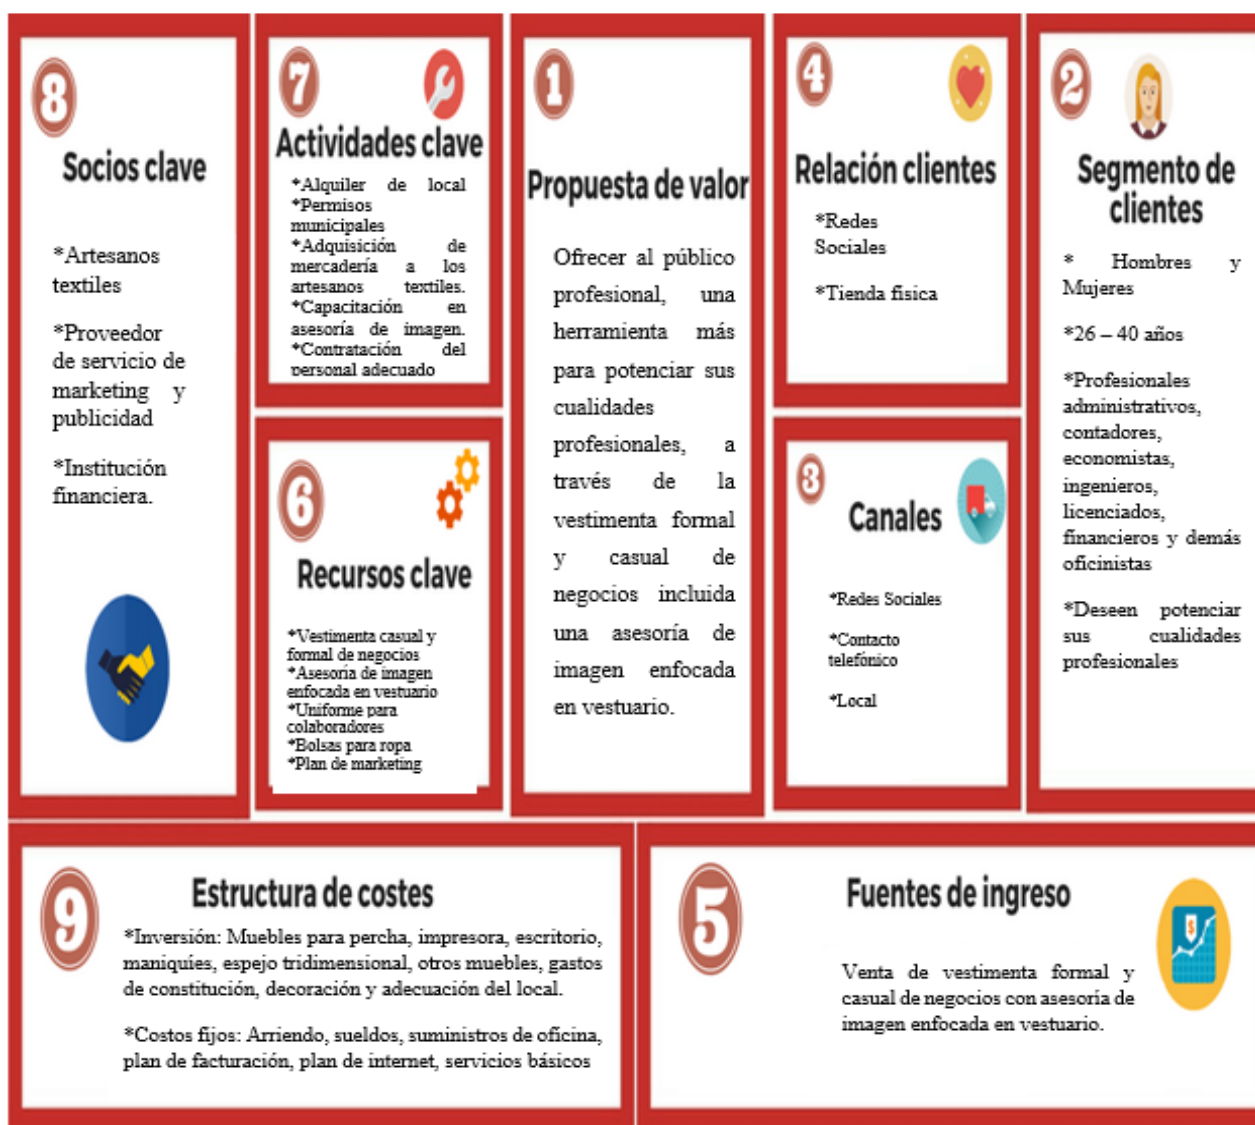 8
Socios clave
*Artesanos
textiles
*Proveedor
de servicio de
marketing y
publicidad
*Institución
financiera.
7
Actividades clave
*Alquiler de local
*Permisos
municipales
*Adquisición de
mercadería a los
artesanos textiles.
*Capacitación en
asesoría de imagen.
*Contratación del
personal adecuado
6
Recursos clave
*Vestimenta casual y
formal de negocios
*Asesoría de imagen
enfocada en vestuario
*Uniforme para
colaboradores
*Bolsas para ropa
*Plan de marketing
1
Propuesta de valor
Ofrecer al público
profesional, una
herramienta más
para potenciar sus
cualidades
profesionales, a
través de la
vestimenta formal
y casual de
negocios incluida
una asesoría de
imagen enfocada
en vestuario.
4
Relación clientes
*Redes
Sociales
*Tienda física
3
Canales
*Redes Sociales
*Contacto
telefónico
*Local
2
Segmento de
clientes
* Hombres y
Mujeres
*26 – 40 años
*Profesionales
administrativos,
contadores,
economistas,
ingenieros,
licenciados,
financieros y demás
oficinistas
*Deseen potenciar
sus cualidades
profesionales
9
Estructura de costes
*Inversión: Muebles para percha, impresora, escritorio,
maniquíes, espejo tridimensional, otros muebles, gastos
de constitución, decoración y adecuación del local.
*Costos fijos: Arriendo, sueldos, suministros de oficina,
plan de facturación, plan de internet, servicios básicos
5
Fuentes de ingreso
Venta de vestimenta formal y
casual de negocios con asesoría de
imagen enfocada en vestuario.